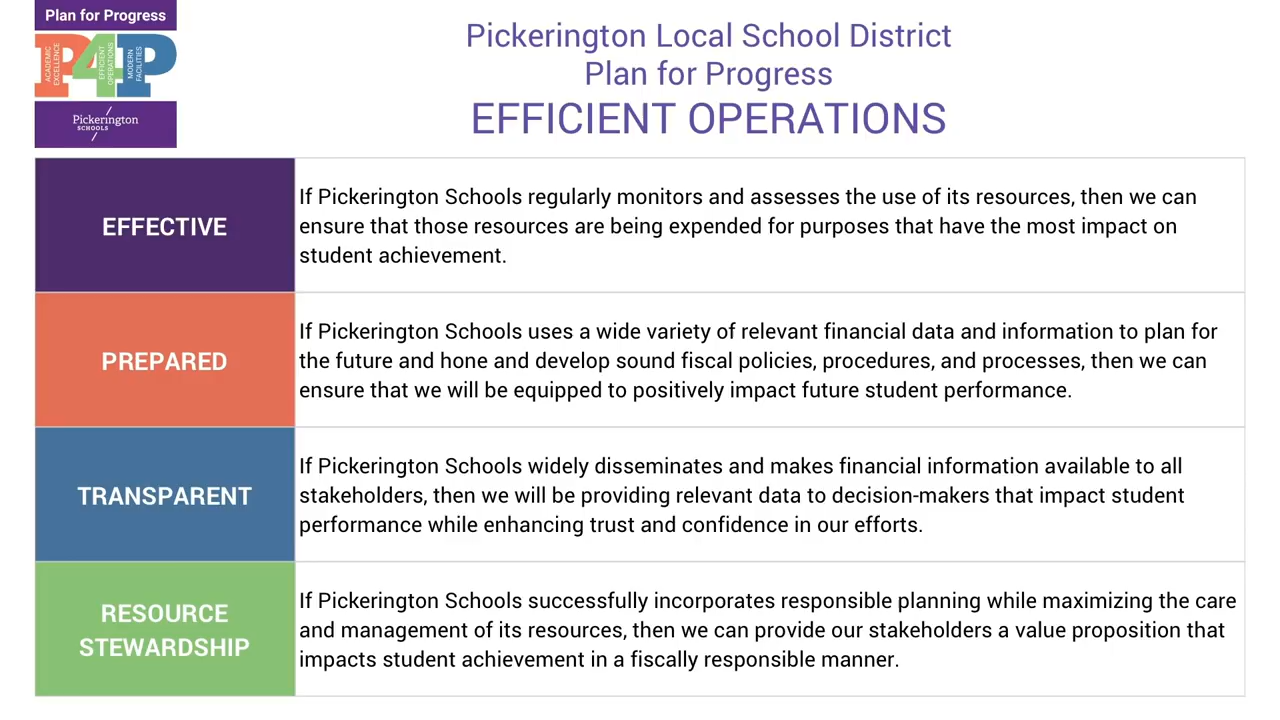 Plan for Progress
P4P
ACADEMIC
EXCELLENCE
EFFICIENT
OPERATIONS
MODERN
FACILITIES
Pickerington
SCHOOLS
Pickerington Local School District
Plan for Progress
EFFICIENT OPERATIONS
EFFECTIVE
If Pickerington Schools regularly monitors and assesses the use of its resources, then we can
ensure that those resources are being expended for purposes that have the most impact on
student achievement.
PREPARED
If Pickerington Schools uses a wide variety of relevant financial data and information to plan for
the future and hone and develop sound fiscal policies, procedures, and processes, then we can
ensure that we will be equipped to positively impact future student performance.
TRANSPARENT
If Pickerington Schools widely disseminates and makes financial information available to all
stakeholders, then we will be providing relevant data to decision-makers that impact student
performance while enhancing trust and confidence in our efforts.
RESOURCE
STEWARDSHIP
If Pickerington Schools successfully incorporates responsible planning while maximizing the care
and management of its resources, then we can provide our stakeholders a value proposition that
impacts student achievement in a fiscally responsible manner.